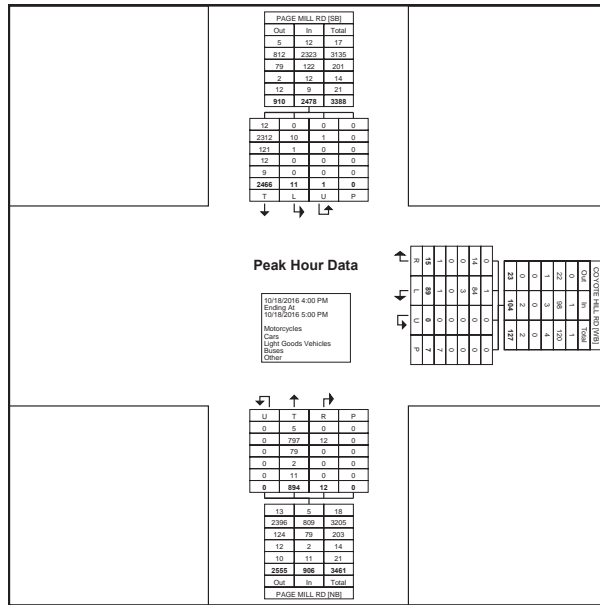 PAGE MILL RD [SB]
Out In Total
5 12 17
812 2323 3135
79 122 201
2 12 14
12 9 21
910 2478 3388
12 0 0 0
2312 10 1 0
121 1 0 0
12 0 0 0
9 0 0 0
2466 11 1 0
T L U P
COYOTE HILL RD [WB]
Out In Total
0 1 1
22 98 120
1 3 4
0 0 0
0 2 2
23 104 127
0 1 0 0
14 84 0 0
0 3 0 0
0 0 0 0
1 1 0 7
15 89 0 7
R L U P
Peak Hour Data
10/18/2016 4:00 PM
Ending At
10/18/2016 5:00 PM
Motorcycles
Cars
Light Goods Vehicles
Buses
Other
U T R P
0 5 0 0
0 797 12 0
0 79 0 0
0 2 0 0
0 11 0 0
0 894 12 0
13 5 18
2396 809 3205
124 79 203
12 2 14
10 11 21
2555 906 3461
Out In Total
PAGE MILL RD [NB]